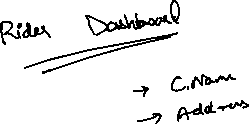 Rider Dashboard
→ C.Name
→ Address